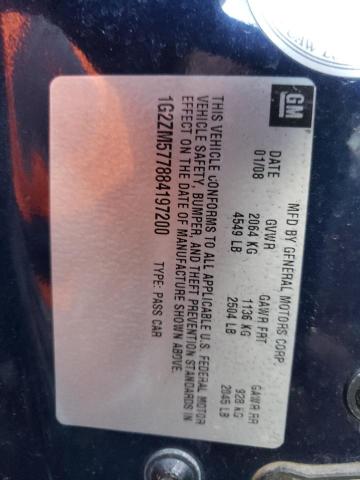 GM
MFD BY GENERAL MOTORS CORP.
DATE GVWR GAWR FRT GAWR RR
01/08 2064 KG 1136 KG 928 KG
4549 LB 2504 LB 2045 LB
THIS VEHICLE CONFORMS TO ALL APPLICABLE U.S. FEDERAL MOTOR
VEHICLE SAFETY, BUMPER, AND THEFT PREVENTION STANDARDS IN
EFFECT ON THE DATE OF MANUFACTURE SHOWN ABOVE.
1G2ZM577884197200 TYPE: PASS CAR